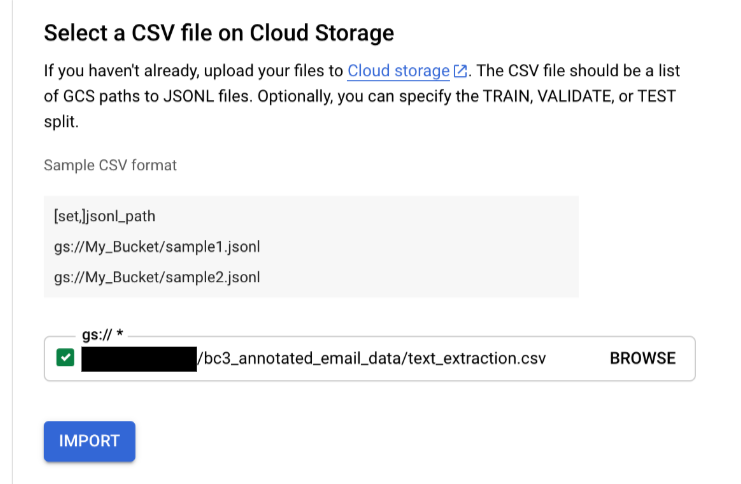 Select a CSV file on Cloud Storage
If you haven't already, upload your files to Cloud storage. The CSV file should be a list
of GCS paths to JSONL files. Optionally, you can specify the TRAIN, VALIDATE, or TEST
split.
Sample CSV format
[set,]jsonl_path
gs://My_Bucket/sample1.jsonl
gs://My_Bucket/sample2.jsonl
gs:// *
/bc3_annotated_email_data/text_extraction.csv BROWSE
IMPORT